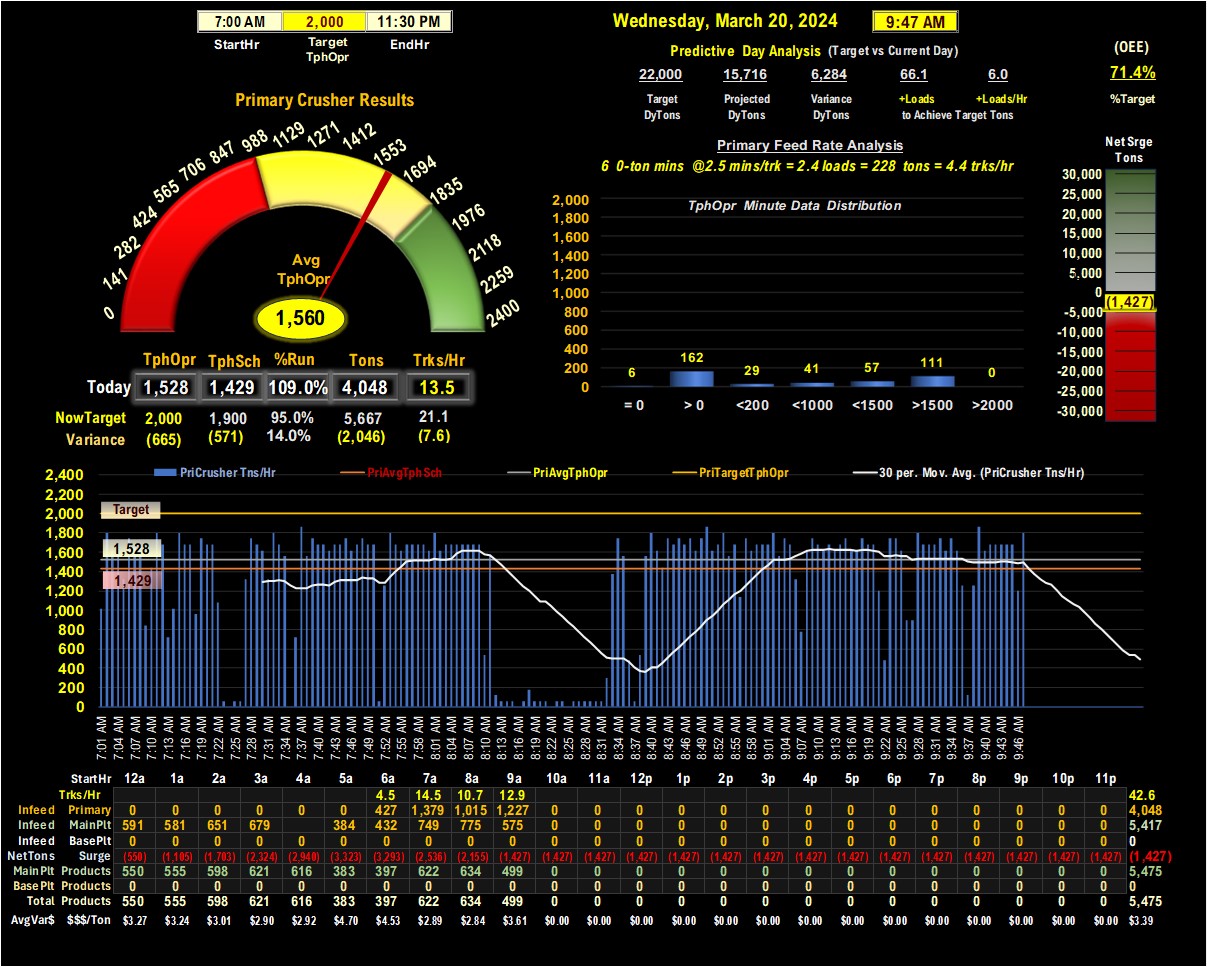 7:00 AM 2,000 11:30 PM
StartHr Target TphOpr EndHr
Wednesday, March 20, 2024 9:47 AM
Predictive Day Analysis (Target vs Current Day)
22,000 15,716 6,284 66.1 6.0
Target Projected Variance +Loads +Loads/Hr
DyTons DyTons DyTons to Achieve Target Tons
(OEE)
71.4%
%Target
Primary Crusher Results
0 141 282 424 565 706 847 988 1129 1271 1412 1553 1694 1835 1976 2118 2259 2400
Avg
TphOpr
1,560
TphOpr TphSch %Run Tons Trks/Hr
Today 1,528 1,429 109.0% 4,048 13.5
NowTarget 2,000 1,900 95.0% 5,667 21.1
Variance (665) (571) 14.0% (2,046) (7.6)
Primary Feed Rate Analysis
6 0-ton mins @2.5 mins/trk = 2.4 loads = 228 tons = 4.4 trks/hr
TphOpr Minute Data Distribution
2,000
1,800
1,600
1,400
1,200
1,000
800
600
400
200
0
6 162 29 41 57 111 0
= 0 > 0 <200 <1000 <1500 >1500 >2000
Net Srge
Tons
30,000
25,000
20,000
15,000
10,000
5,000
0
(1,427)
-5,000
-10,000
-15,000
-20,000
-25,000
-30,000
PriCrusher Tns/Hr PriAvgTphSch PriAvgTphOpr PriTargetTphOpr 30 per. Mov. Avg. (PriCrusher Tns/Hr)
2,400
2,200
2,000
1,800
1,600
1,400
1,200
1,000
800
600
400
200
0
Target
1,528
1,429
7:01 AM 7:04 AM 7:07 AM 7:10 AM 7:13 AM 7:16 AM 7:19 AM 7:22 AM 7:25 AM 7:28 AM 7:31 AM 7:34 AM 7:37 AM 7:40 AM 7:43 AM 7:46 AM 7:49 AM 7:52 AM 7:55 AM 7:58 AM 8:01 AM 8:04 AM 8:07 AM 8:10 AM 8:13 AM 8:16 AM 8:19 AM 8:22 AM 8:25 AM 8:28 AM 8:31 AM 8:34 AM 8:37 AM 8:40 AM 8:43 AM 8:46 AM 8:49 AM 8:52 AM 8:55 AM 8:58 AM 9:01 AM 9:04 AM 9:07 AM 9:10 AM 9:13 AM 9:16 AM 9:19 AM 9:22 AM 9:25 AM 9:28 AM 9:31 AM 9:34 AM 9:37 AM 9:40 AM 9:43 AM 9:46 AM
StartHr 12a 1a 2a 3a 4a 5a 6a 7a 8a 9a 10a 11a 12p 1p 2p 3p 4p 5p 6p 7p 8p 9p 10p 11p
Trks/Hr 4.5 14.5 10.7 12.9 42.6
Infeed Primary 0 0 0 0 0 0 427 1,379 1,015 1,227 0 0 0 0 0 0 0 0 0 0 0 0 0 0 4,048
Infeed MainPlt 591 581 651 679 384 432 749 775 575 0 0 0 0 0 0 0 0 0 0 0 0 0 0 5,417
Infeed BasePlt 0 0 0 0 0 0 0 0 0 0 0 0 0 0 0 0 0 0 0 0 0 0 0 0 0
NetTons Surge (550) (1,105) (1,703) (2,324) (2,940) (3,323) (3,293) (2,536) (2,155) (1,427) (1,427) (1,427) (1,427) (1,427) (1,427) (1,427) (1,427) (1,427) (1,427) (1,427) (1,427) (1,427) (1,427) (1,427) (1,427)
MainPlt Products 550 555 598 621 616 383 397 622 634 499 0 0 0 0 0 0 0 0 0 0 0 0 0 0 5,475
BasePlt Products 0 0 0 0 0 0 0 0 0 0 0 0 0 0 0 0 0 0 0 0 0 0 0 0 0
Total Products 550 555 598 621 616 383 397 622 634 499 0 0 0 0 0 0 0 0 0 0 0 0 0 0 5,475
AvgVar$ $$$/Ton $3.27 $3.24 $3.01 $2.90 $2.92 $4.70 $4.53 $2.89 $2.84 $3.61 $0.00 $0.00 $0.00 $0.00 $0.00 $0.00 $0.00 $0.00 $0.00 $0.00 $0.00 $0.00 $0.00 $0.00 $3.39